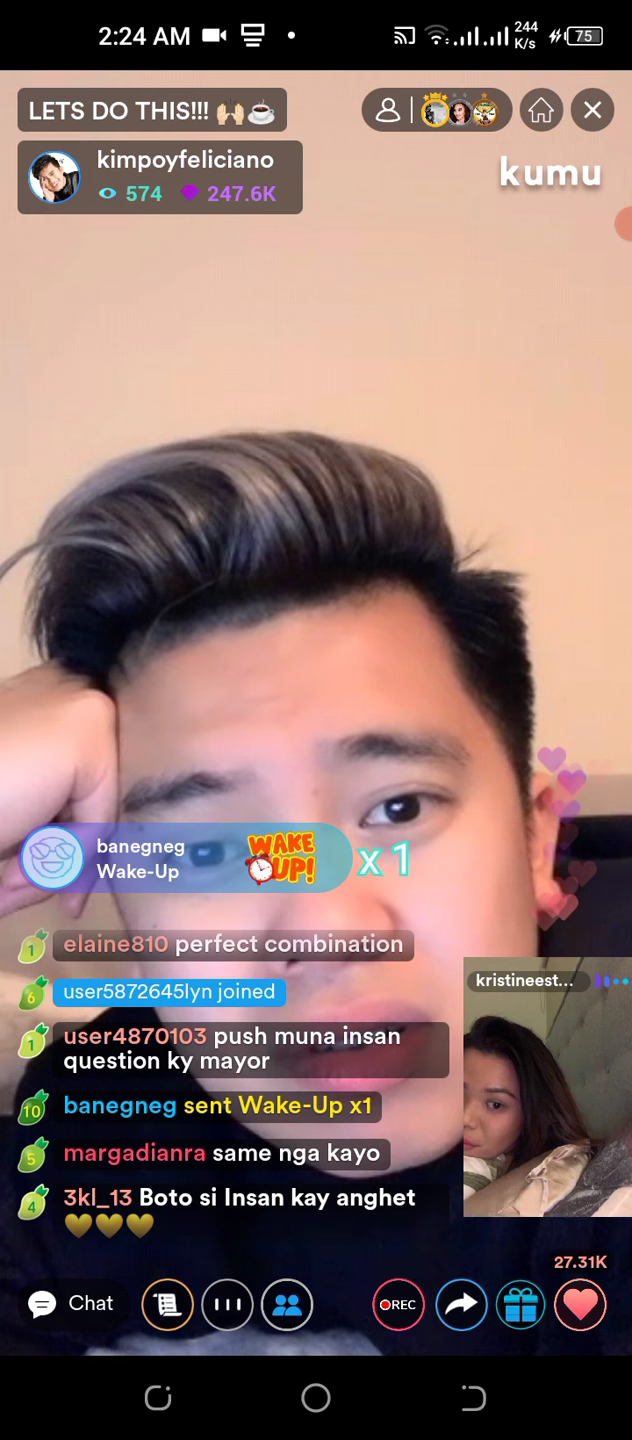 2:24 AM
244
K/s
75
LETS DO THIS!!! 🙌🏻☕
kimpoyfeliciano
574 247.6K
kumu
banegneg
Wake-Up
WAKE
UP!
x 1
1 elaine810 perfect combination
6 user5872645lyn joined
1 user4870103 push muna insan
question ky mayor
10 banegneg sent Wake-Up x1
5 margadianra same nga kayo
4 3kl_13 Boto si Insan kay anghet
💛💛💛
kristineest...
27.31K
Chat
REC